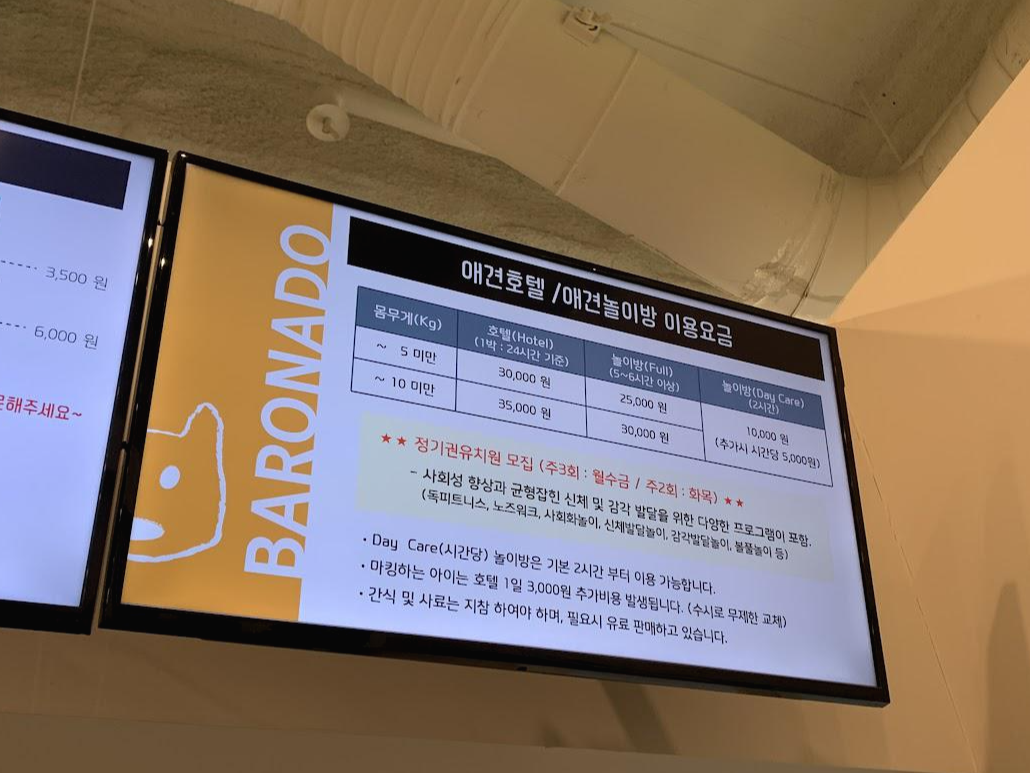 3,500 원
6,000 원
해주세요~
BARONADO
애견호텔 /애견놀이방 이용요금
몸무게(Kg)
호텔(Hotel)
(1박 : 24시간 기준)
놀이방(Full)
(5~6시간 이상)
놀이방(Day Care)
(2시간)
~ 5 미만
30,000 원
25,000 원
10,000 원
(추가시 시간당 5,000원)
~ 10 미만
35,000 원
30,000 원
★★ 정기권유치원 모집 (주3회 : 월수금 / 주2회 : 화목) ★★
- 사회성 향상과 균형잡힌 신체 및 감각 발달을 위한 다양한 프로그램이 포함.
(독피트니스, 노즈워크, 사회화놀이, 신체발달놀이, 감각발달놀이, 볼풀놀이 등)
· Day Care(시간당) 놀이방은 기본 2시간 부터 이용 가능합니다.
· 마킹하는 아이는 호텔 1일 3,000원 추가비용 발생됩니다. (수시로 무제한 교체)
· 간식 및 사료는 지참 하여야 하며, 필요시 유료 판매하고 있습니다.